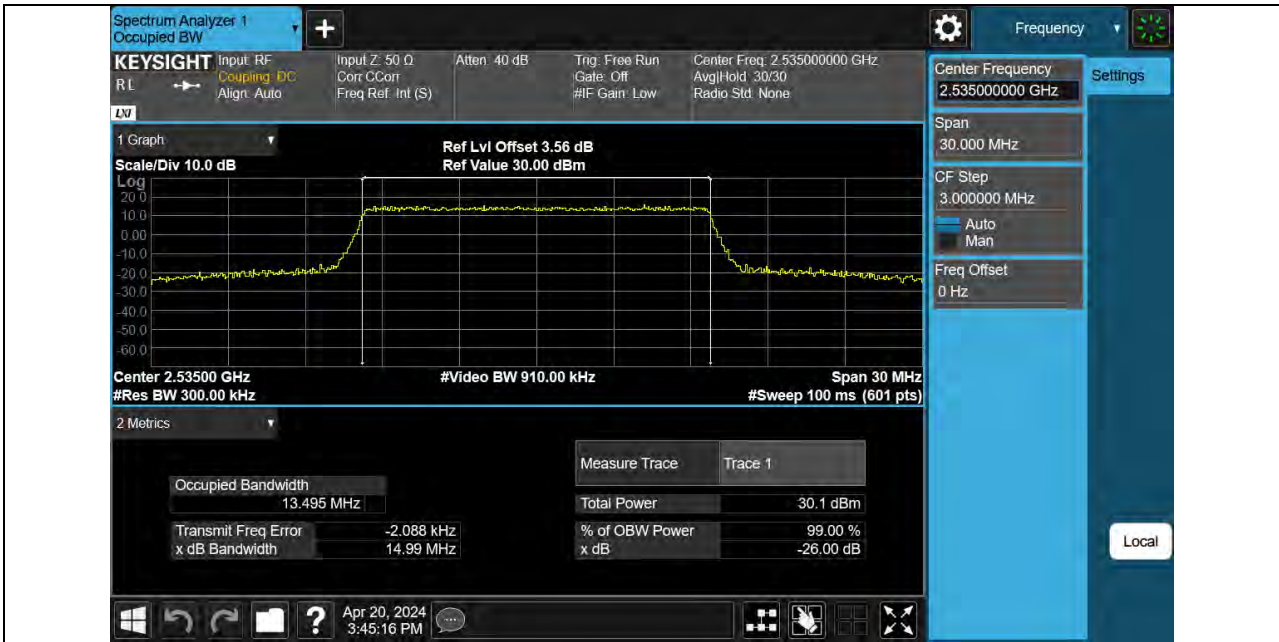 Spectrum Analyzer 1
Occupied BW
Frequency
KEYSIGHT
R L
LXI
Input: RF
Coupling: DC
Align: Auto
Input Z: 50 Ω
Corr CCorr
Freq Ref: Int (S)
Atten: 40 dB
Trig: Free Run
Gate: Off
#IF Gain: Low
Center Freq: 2.535000000 GHz
Avg|Hold: 30/30
Radio Std: None
1 Graph
Scale/Div 10.0 dB
Ref Lvl Offset 3.56 dB
Ref Value 30.00 dBm
Log
20.0
10.0
0.00
-10.0
-20.0
-30.0
-40.0
-50.0
-60.0
Center 2.53500 GHz
#Res BW 300.00 kHz
#Video BW 910.00 kHz
Span 30 MHz
#Sweep 100 ms (601 pts)
2 Metrics
Occupied Bandwidth
13.495 MHz
Transmit Freq Error -2.088 kHz
x dB Bandwidth 14.99 MHz
Measure Trace Trace 1
Total Power 30.1 dBm
% of OBW Power 99.00 %
x dB -26.00 dB
Center Frequency
2.535000000 GHz
Settings
Span
30.000 MHz
CF Step
3.000000 MHz
Auto
Man
Freq Offset
0 Hz
Local
?
Apr 20, 2024
3:45:16 PM